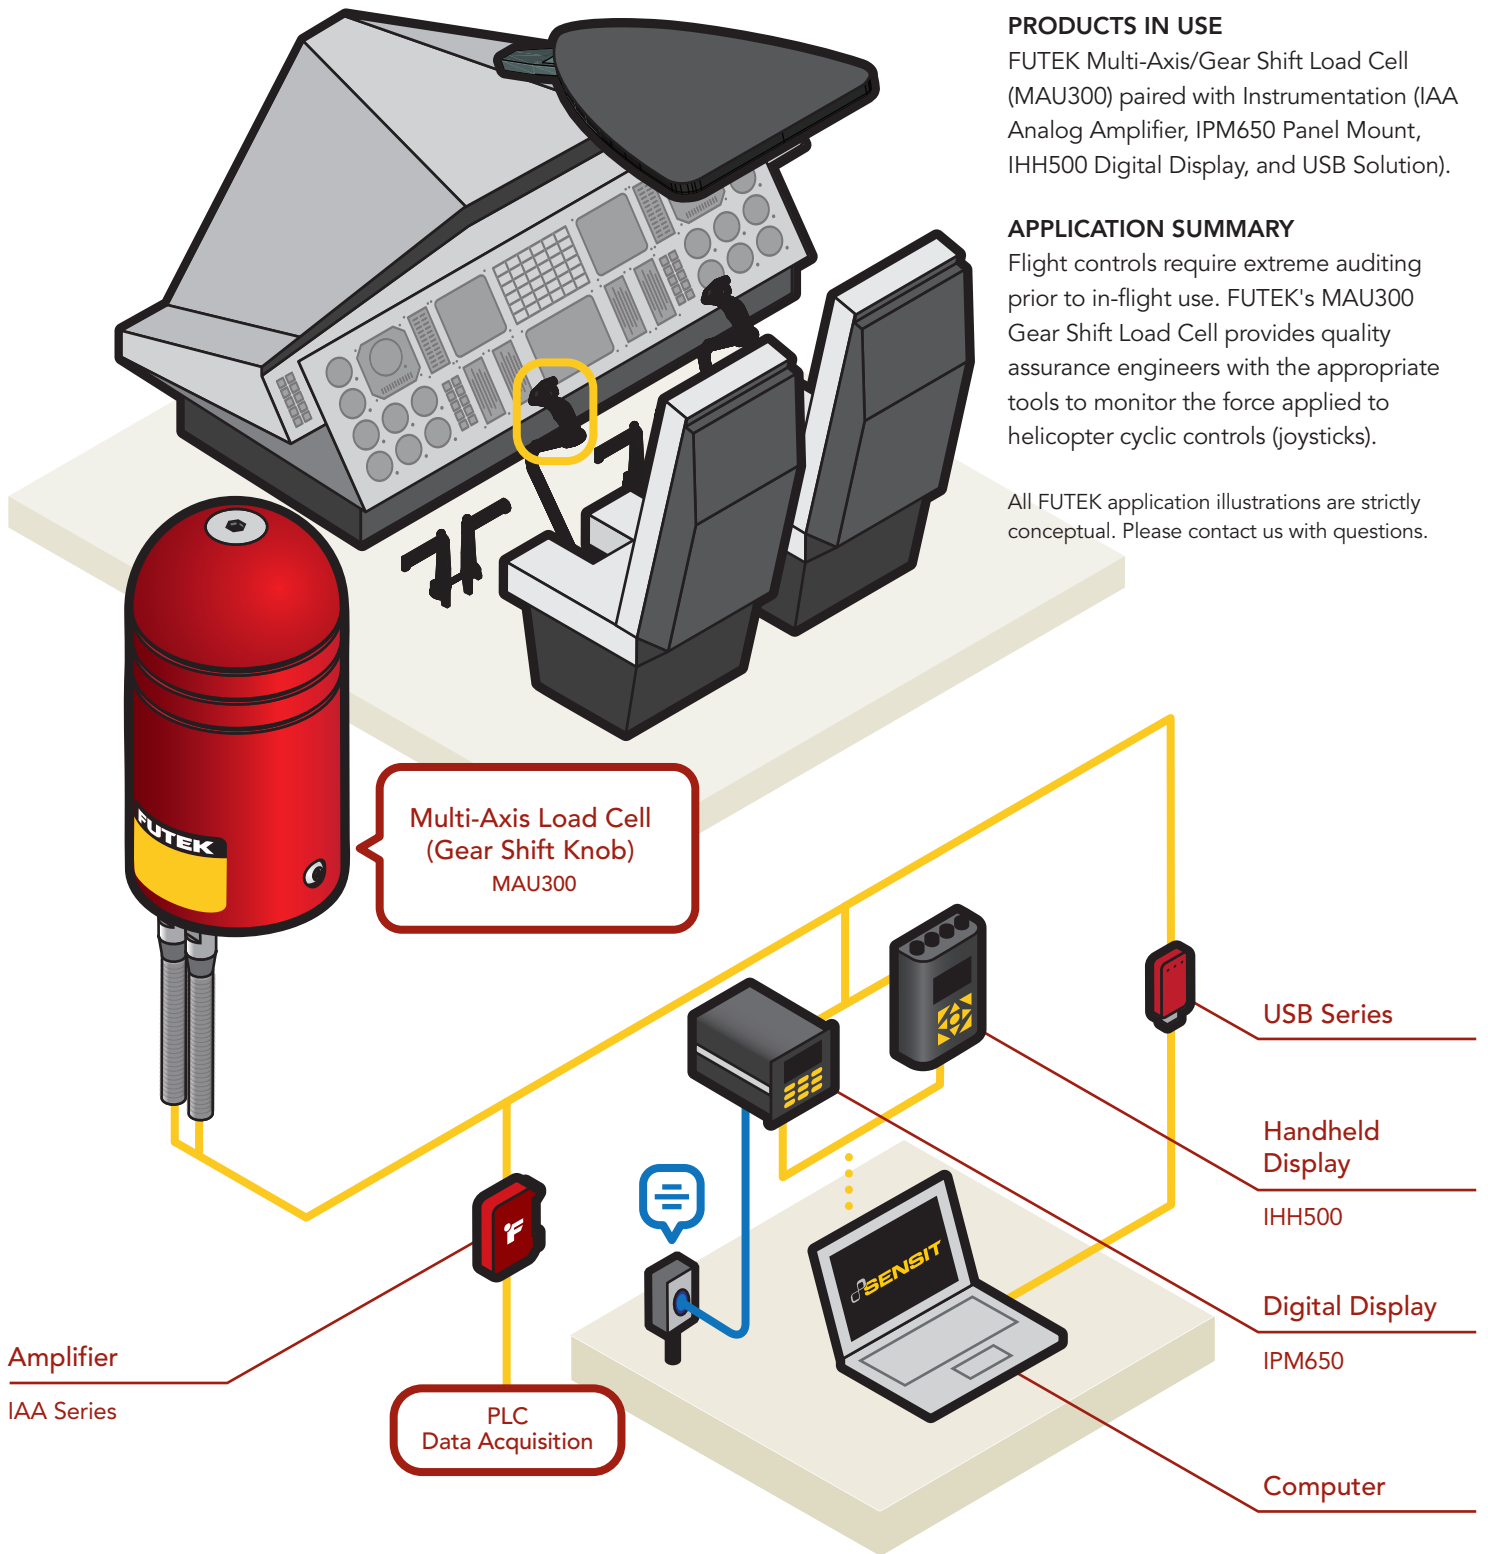 PRODUCTS IN USE
FUTEK Multi-Axis/Gear Shift Load Cell
(MAU300) paired with Instrumentation (IAA
Analog Amplifier, IPM650 Panel Mount,
IHH500 Digital Display, and USB Solution).
APPLICATION SUMMARY
Flight controls require extreme auditing
prior to in-flight use. FUTEK's MAU300
Gear Shift Load Cell provides quality
assurance engineers with the appropriate
tools to monitor the force applied to
helicopter cyclic controls (joysticks).
All FUTEK application illustrations are strictly
conceptual. Please contact us with questions.
FUTEK
Multi-Axis Load Cell
(Gear Shift Knob)
MAU300
USB Series
Handheld
Display
IHH500
F
SENSIT
Digital Display
IPM650
Amplifier
IAA Series
PLC
Data Acquisition
Computer